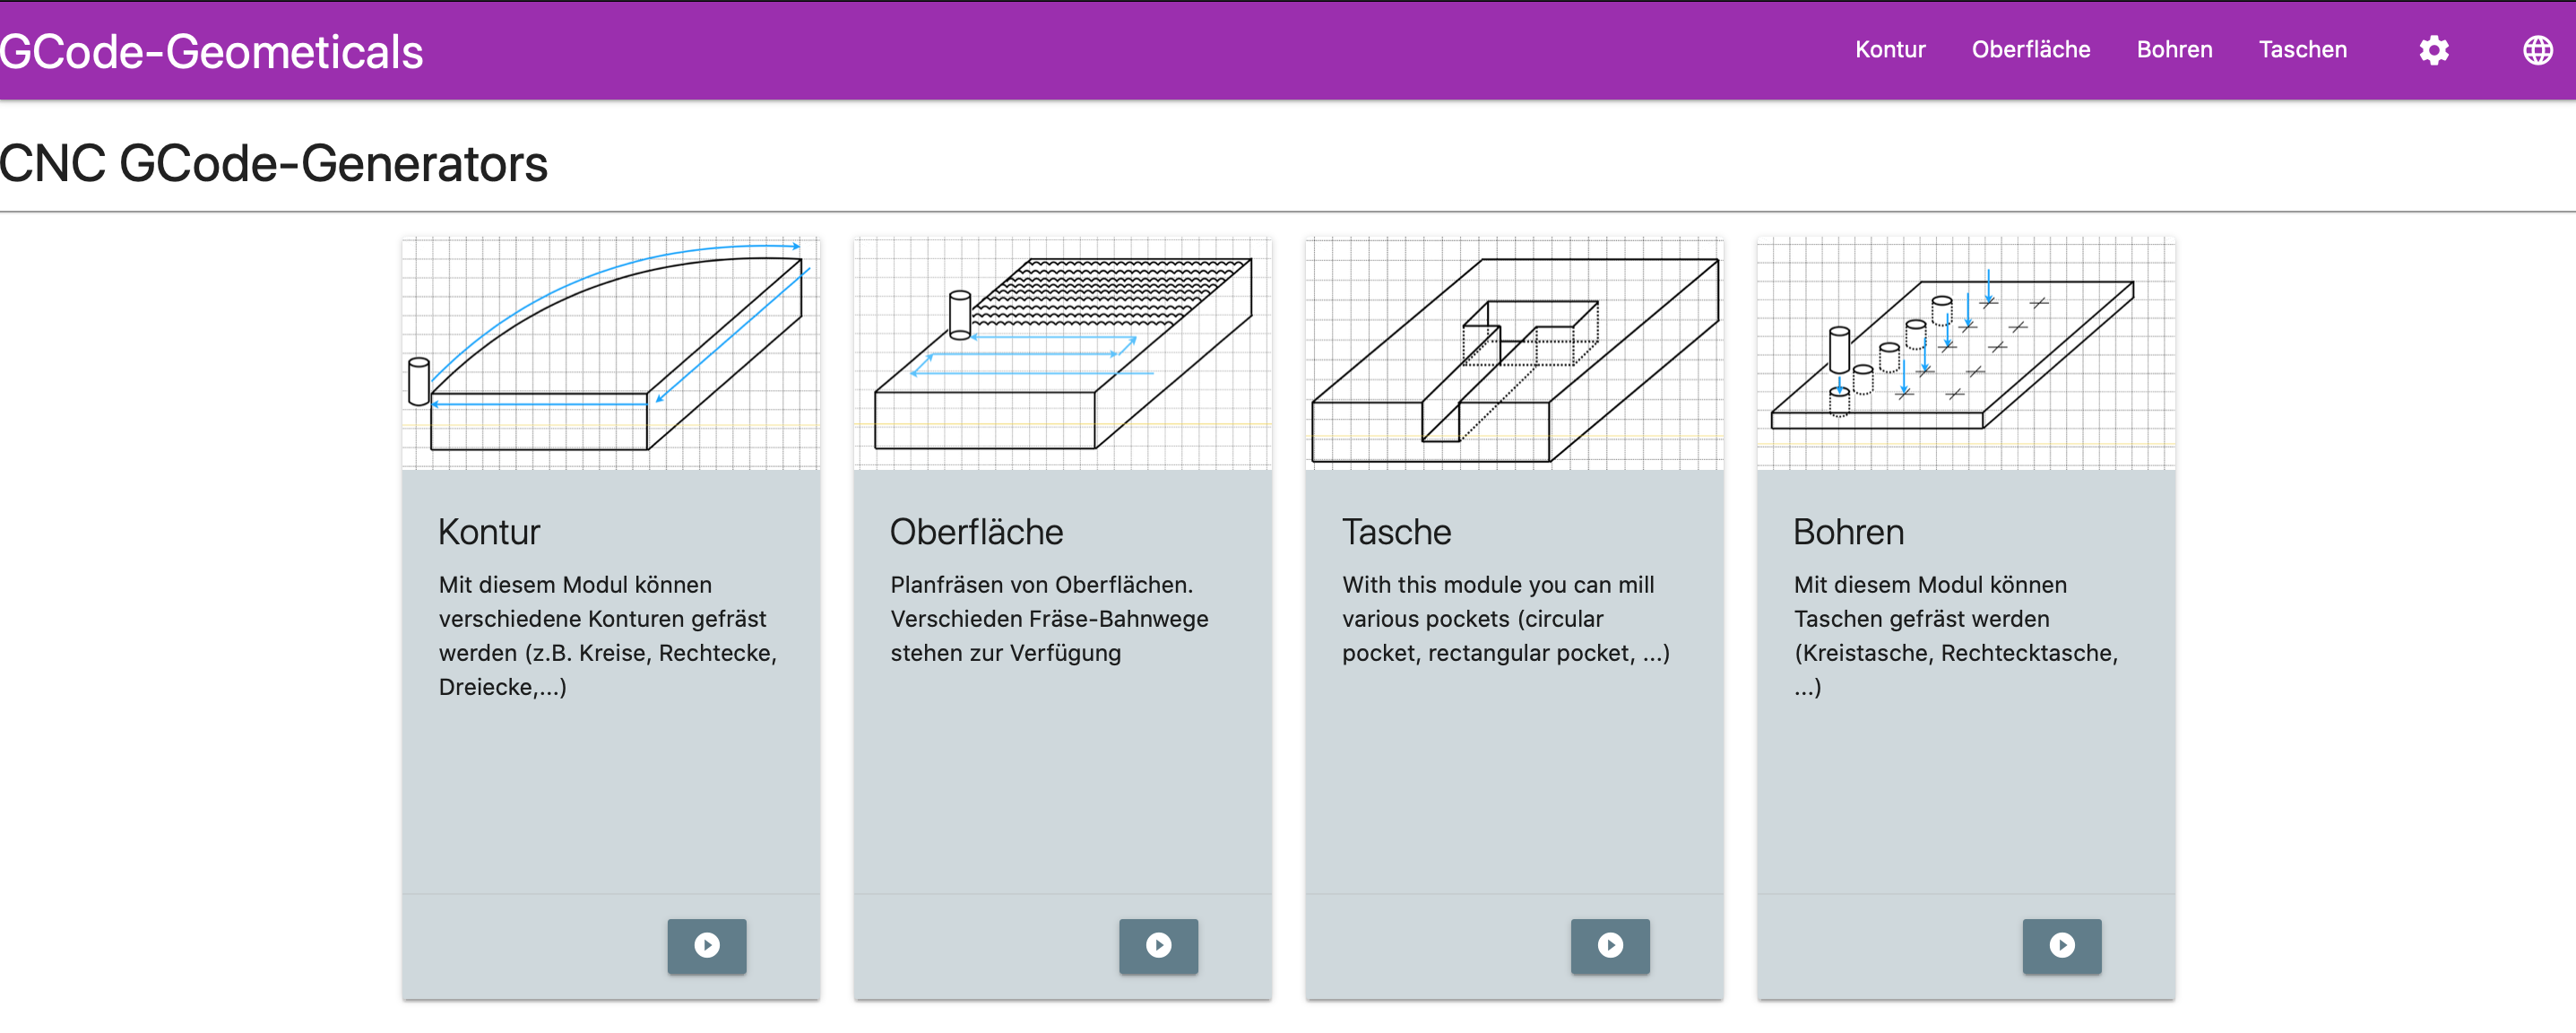 GCode-Geometicals
Kontur Oberfläche Bohren Taschen
CNC GCode-Generators
Kontur
Mit diesem Modul können
verschiedene Konturen gefräst
werden (z.B. Kreise, Rechtecke,
Dreiecke,...)
Oberfläche
Planfräsen von Oberflächen.
Verschieden Fräse-Bahnwege
stehen zur Verfügung
Tasche
With this module you can mill
various pockets (circular
pocket, rectangular pocket, ...)
Bohren
Mit diesem Modul können
Taschen gefräst werden
(Kreistasche, Rechtecktasche,
...)